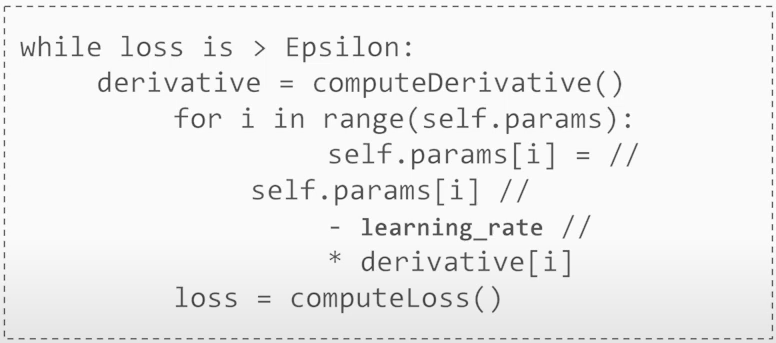 while loss is > Epsilon:
derivative = computeDerivative()
for i in range(self.params):
self.params[i] = //
self.params[i] //
- learning_rate //
* derivative[i]
loss = computeLoss()